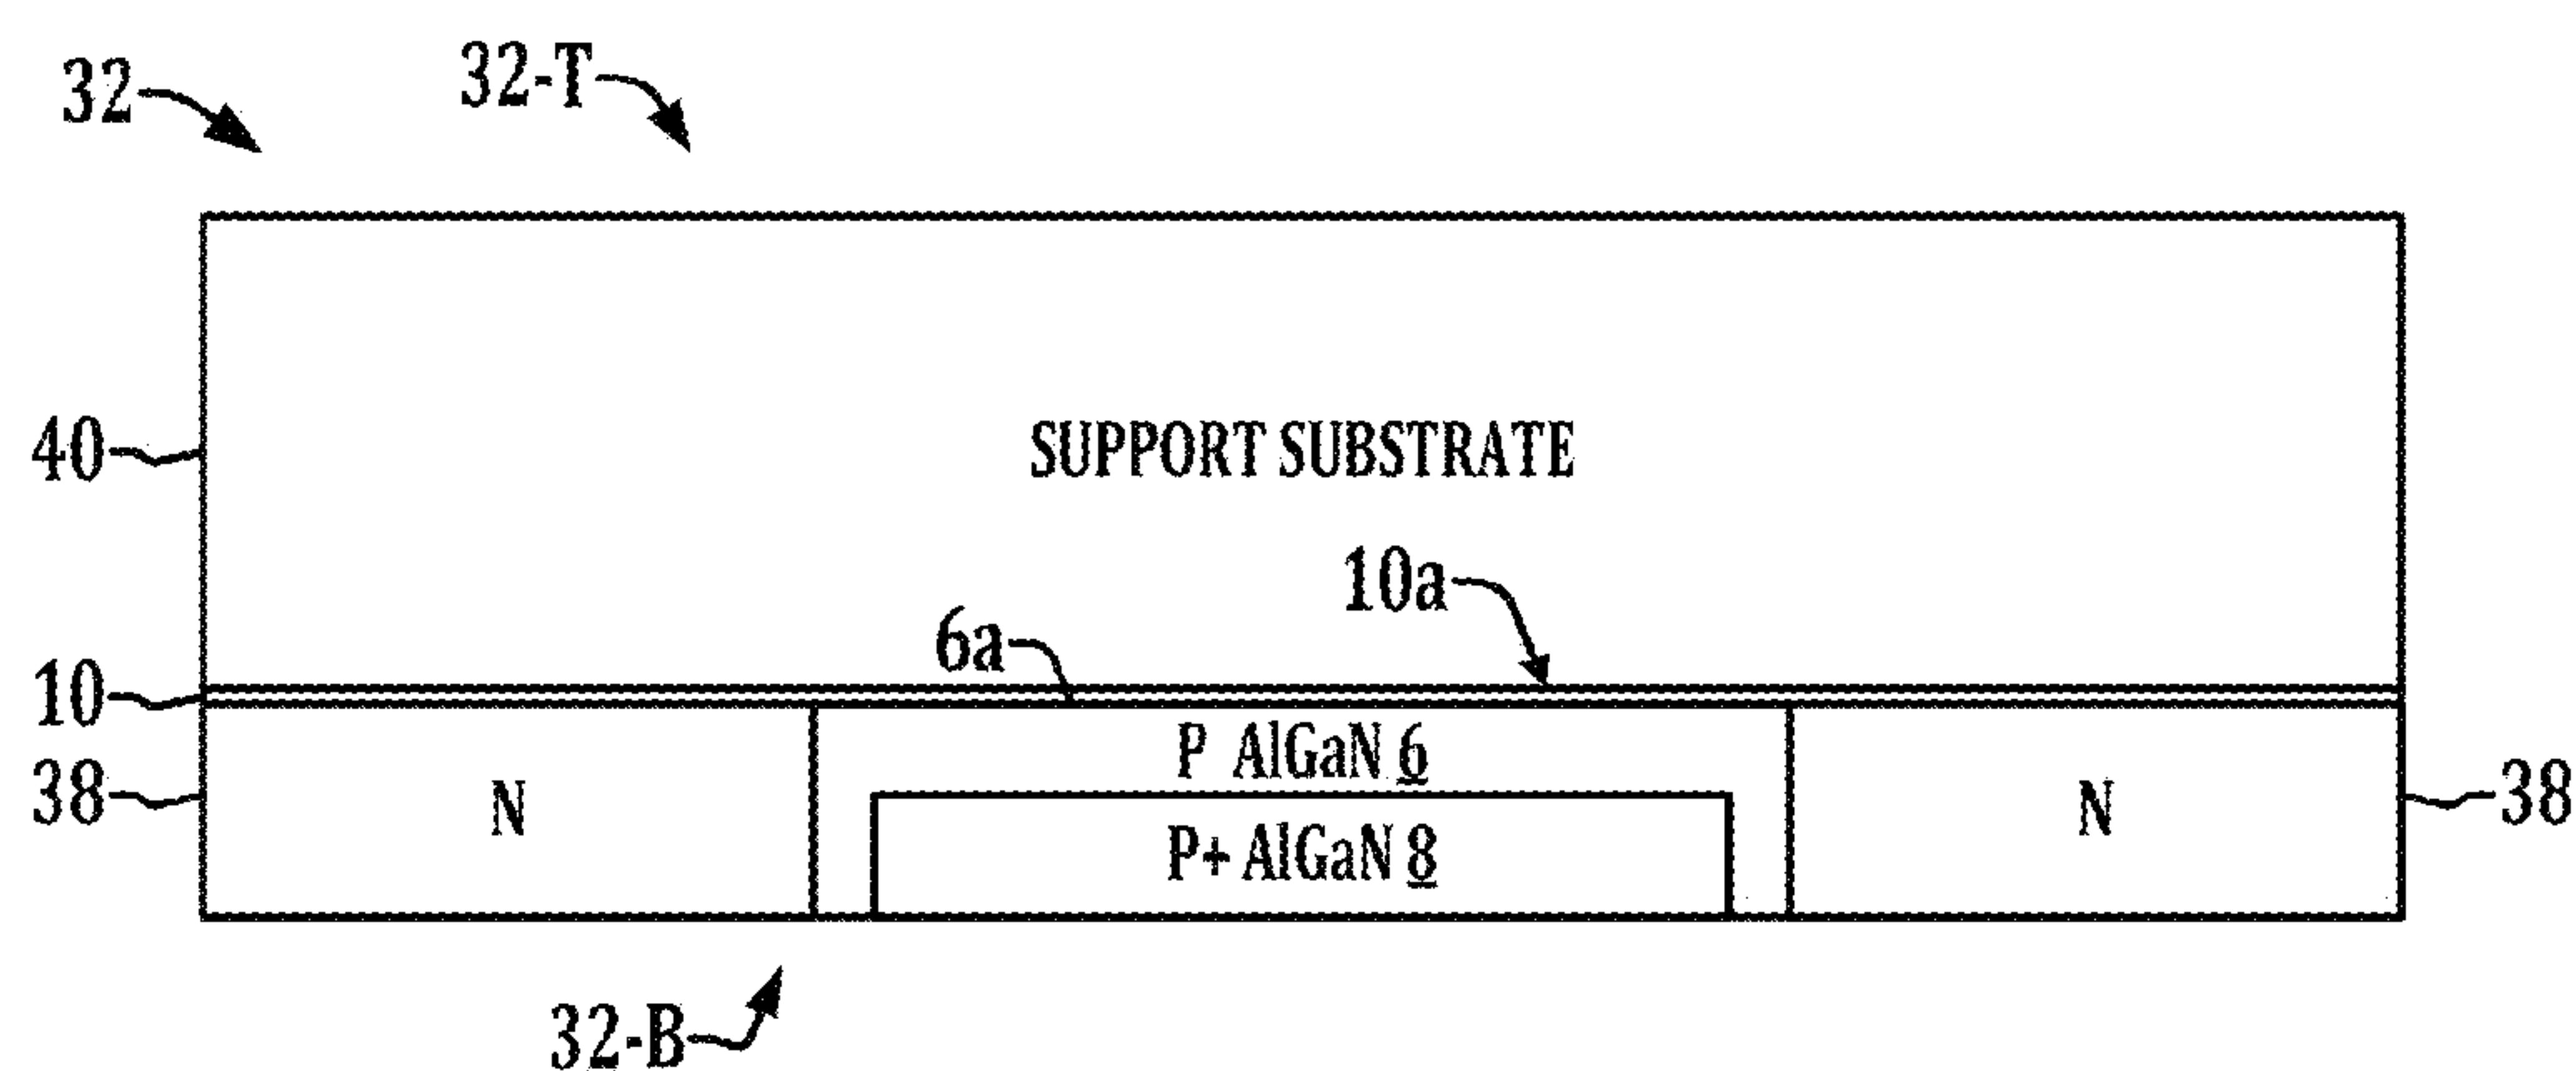 32
32-T
40
SUPPORT SUBSTRATE
10a
6a
10
P AlGaN 6
38
N
N
38
P+ AlGaN 8
32-B